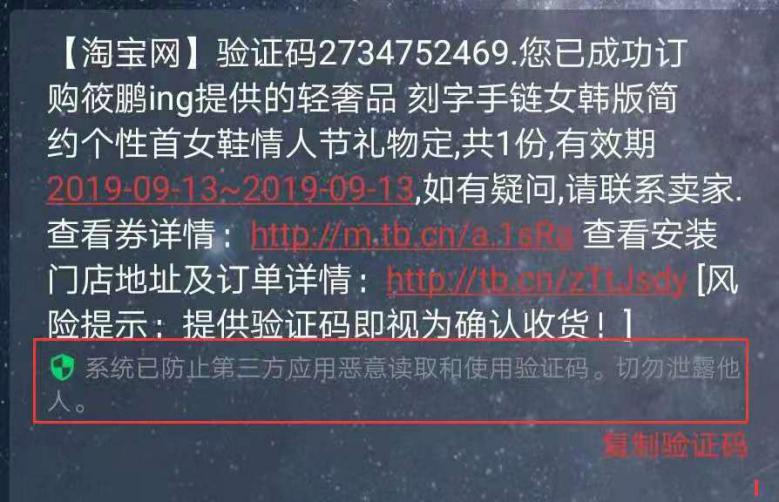 【淘宝网】验证码2734752469.您已成功订
购筱鹏ing提供的轻奢品 刻字手链女韩版简
约个性首女鞋情人节礼物定,共1份,有效期
2019-09-13~2019-09-13,如有疑问,请联系卖家.
查看券详情：http://m.tb.cn/a.1sRa 查看安装
门店地址及订单详情：http://tb.cn/zTtJsdy [风
险提示：提供验证码即视为确认收货！]
系统已防止第三方应用恶意读取和使用验证码。切勿泄露他
人。
复制验证码